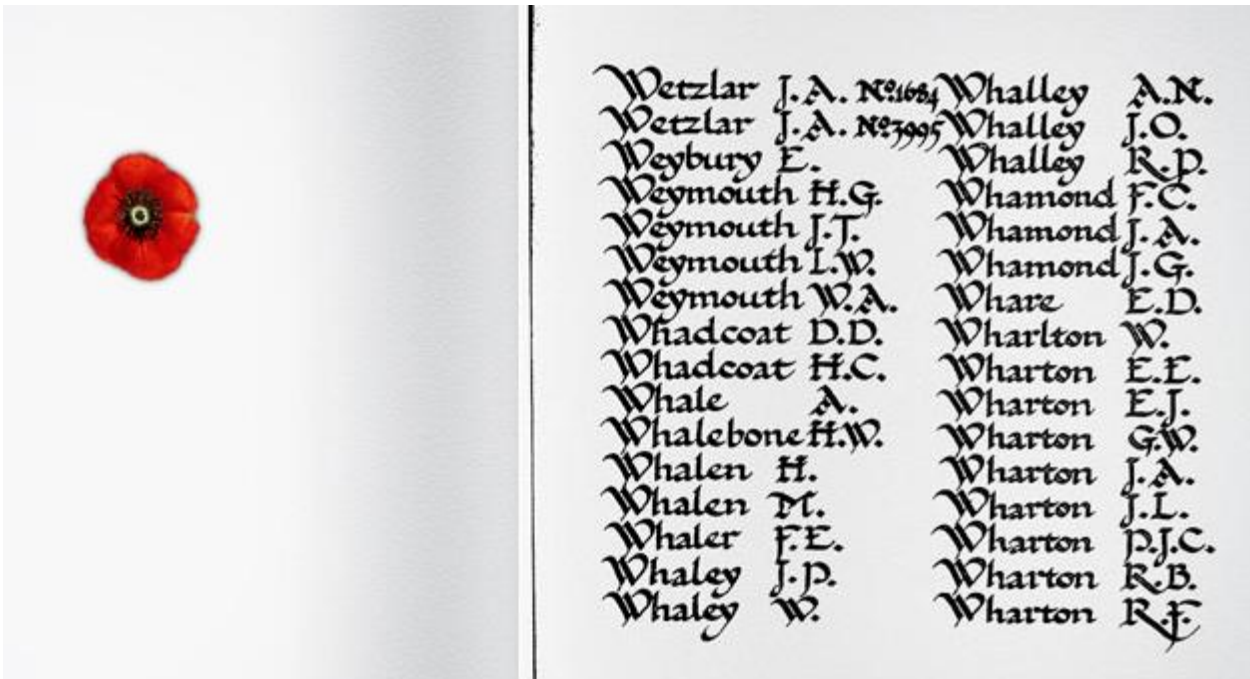 Wetzlar J.A. Nº.1684
Wetzlar J.A. Nº.3995
Weybury E.
Weymouth H.G.
Weymouth J.T.
Weymouth L.W.
Weymouth W.A.
Whadcoat D.D.
Whadcoat H.C.
Whale A.
Whalebone H.W.
Whalen H.
Whalen M.
Whaler F.E.
Whaley J.P.
Whaley W.
Whalley A.N.
Whalley J.O.
Whalley R.P.
Whamond F.C.
Whamond J.A.
Whamond J.G.
Whare E.D.
Wharlton W.
Wharton E.E.
Wharton E.J.
Wharton G.W.
Wharton J.A.
Wharton J.L.
Wharton P.J.C.
Wharton R.B.
Wharton R.F.